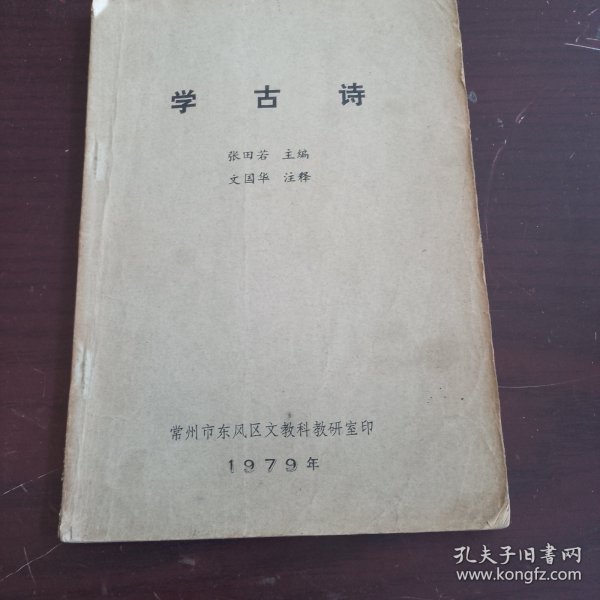 学 古 诗
张田若 主编
文国华 注释
常州市东风区文教科教研室印
1979年
孔夫子旧书网
www.kongfz.com